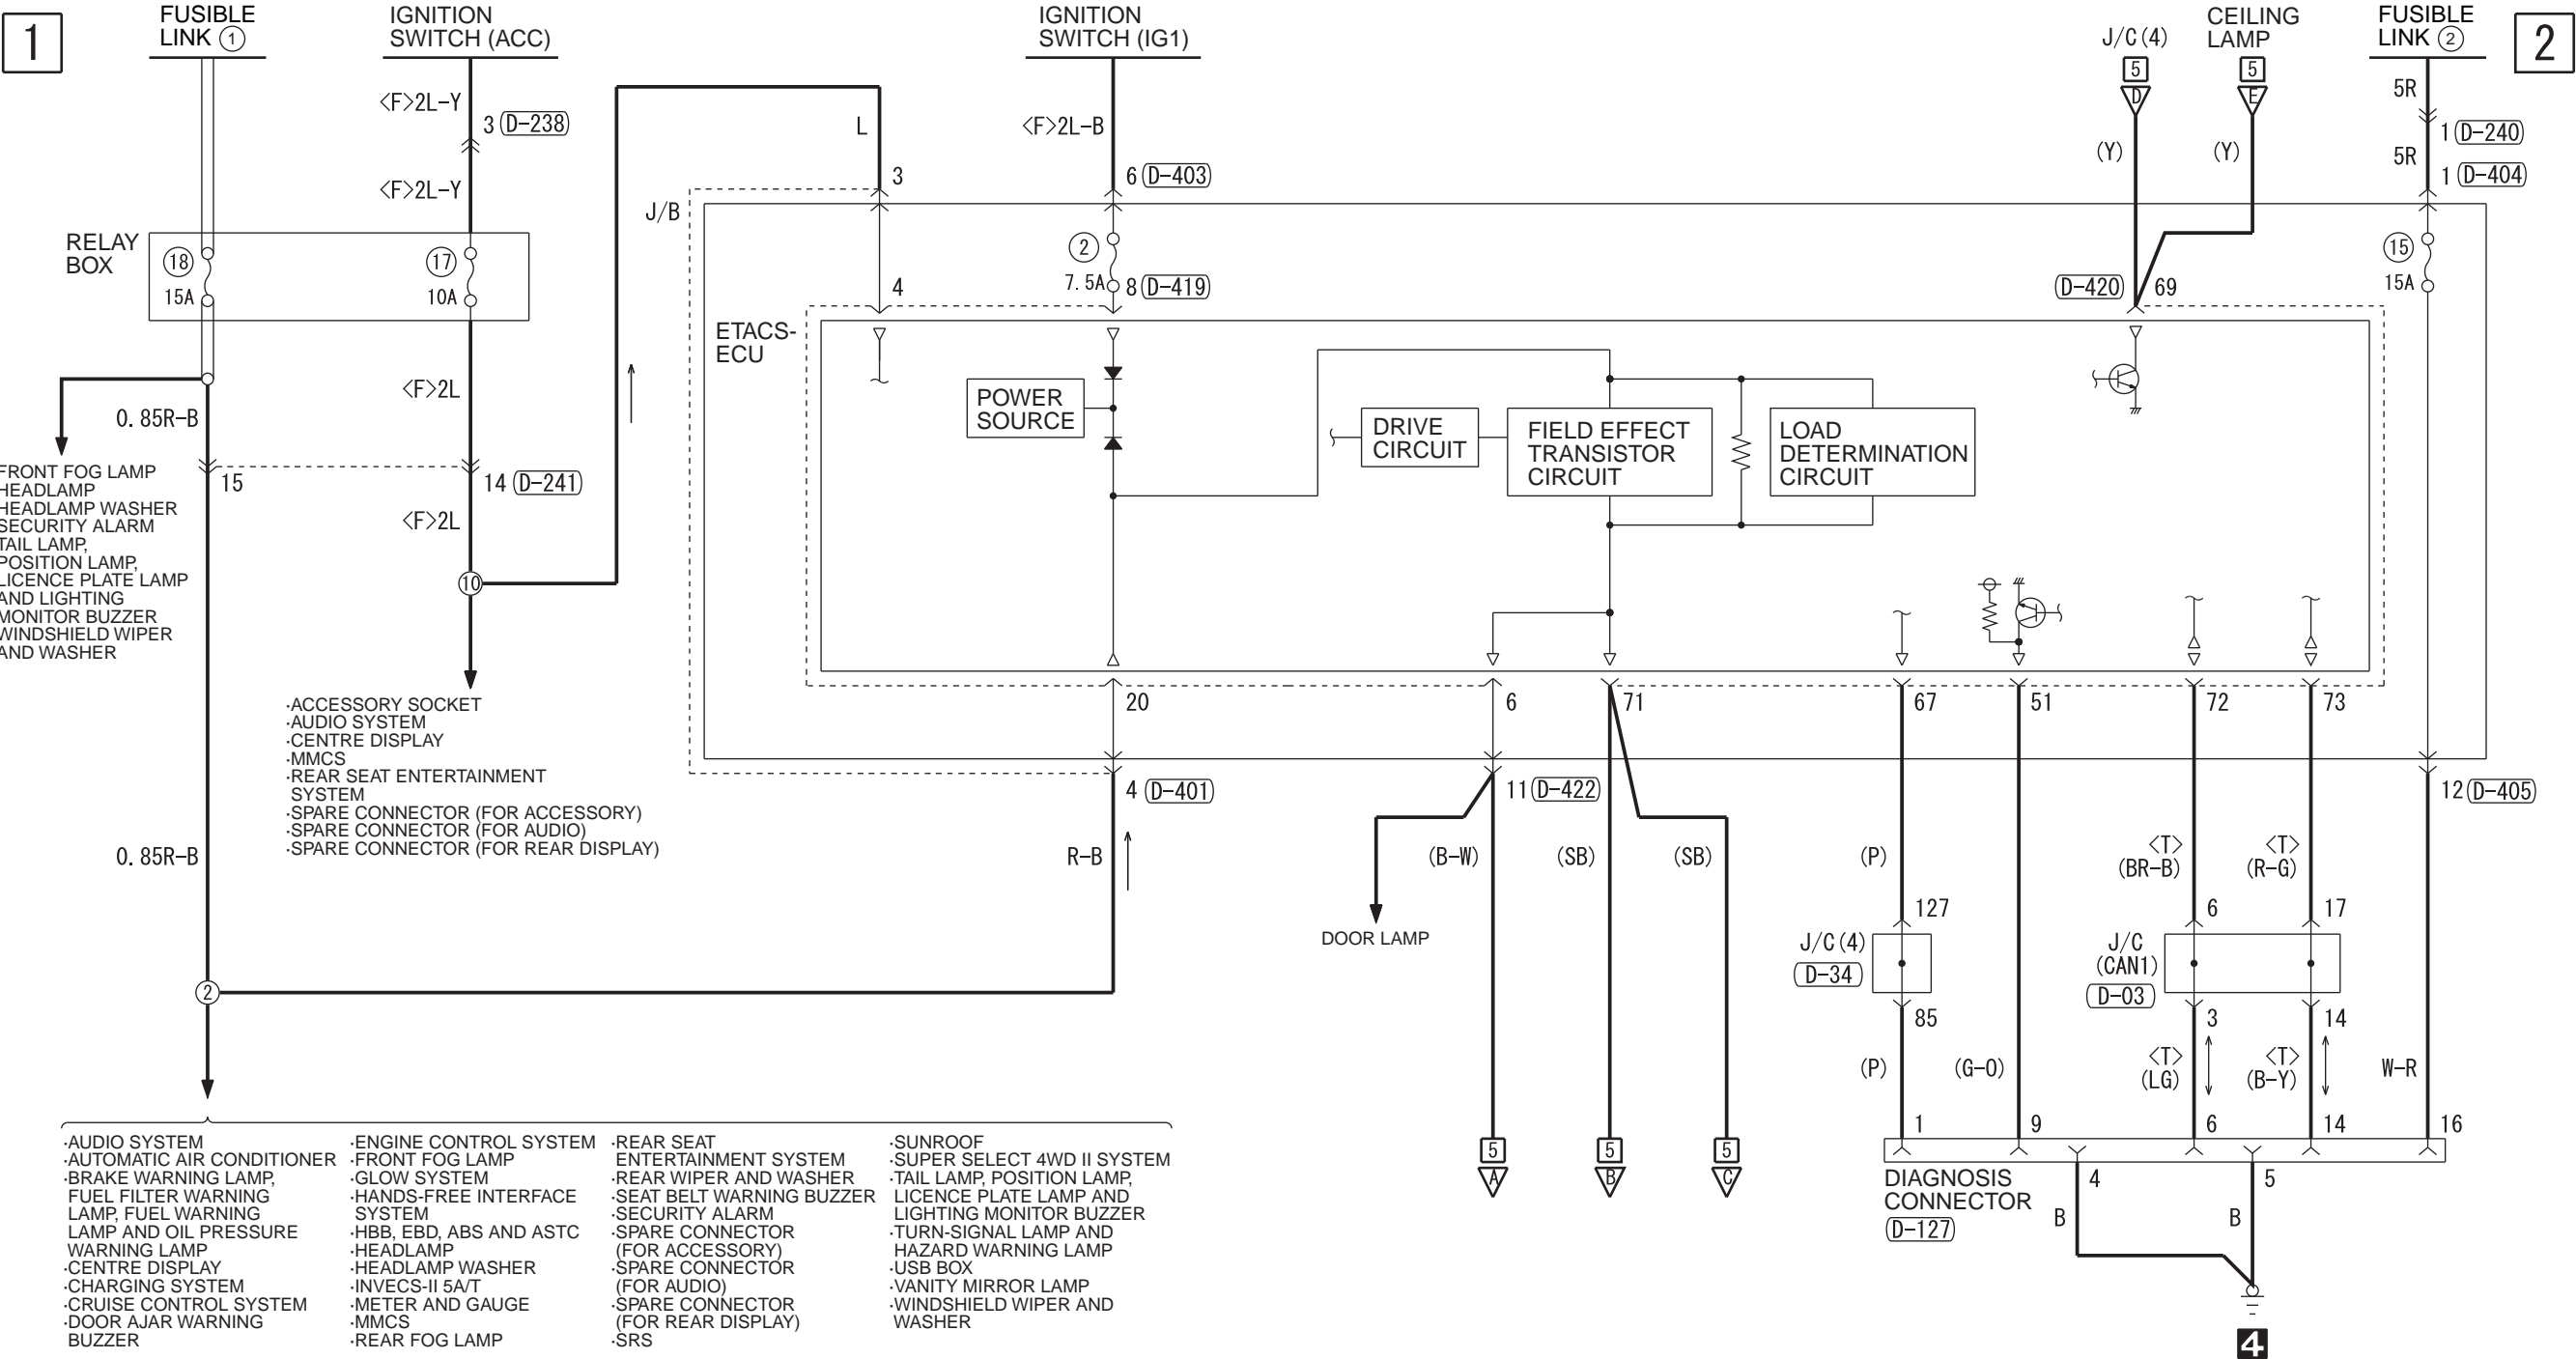 1
FUSIBLE
LINK ①
IGNITION
SWITCH (ACC)
IGNITION
SWITCH (IG1)
J/C(4)
CEILING
LAMP
FUSIBLE
LINK ②
2
5
D
5
E
<F>2L-Y
3 (D-238)
<F>2L-Y
L
3
<F>2L-B
6 (D-403)
(Y)
(Y)
5R
1 (D-240)
5R
1 (D-404)
J/B
RELAY
BOX
18
15A
17
10A
4
2
7.5A
8 (D-419)
(D-420) 69
15
15A
ETACS-
ECU
POWER
SOURCE
DRIVE
CIRCUIT
FIELD EFFECT
TRANSISTOR
CIRCUIT
LOAD
DETERMINATION
CIRCUIT
0.85R-B
<F>2L
15
14 (D-241)
<F>2L
10
FRONT FOG LAMP
HEADLAMP
HEADLAMP WASHER
SECURITY ALARM
TAIL LAMP,
POSITION LAMP,
LICENCE PLATE LAMP
AND LIGHTING
MONITOR BUZZER
WINDSHIELD WIPER
AND WASHER
·ACCESSORY SOCKET
·AUDIO SYSTEM
·CENTRE DISPLAY
·MMCS
·REAR SEAT ENTERTAINMENT
SYSTEM
·SPARE CONNECTOR (FOR ACCESSORY)
·SPARE CONNECTOR (FOR AUDIO)
·SPARE CONNECTOR (FOR REAR DISPLAY)
20
6
71
67
51
72
73
4 (D-401)
11 (D-422)
12 (D-405)
0.85R-B
R-B
(B-W)
(SB)
(SB)
(P)
<T>
(BR-B)
<T>
(R-G)
DOOR LAMP
127
6
17
J/C(4)
(D-34)
J/C
(CAN1)
(D-03)
2
85
3
14
(P)
(G-O)
<T>
(LG)
<T>
(B-Y)
W-R
1
9
6
14
16
5
A
5
B
5
C
DIAGNOSIS
CONNECTOR
(D-127)
4
5
B
B
4
·AUDIO SYSTEM
·AUTOMATIC AIR CONDITIONER
·BRAKE WARNING LAMP,
FUEL FILTER WARNING
LAMP, FUEL WARNING
LAMP AND OIL PRESSURE
WARNING LAMP
·CENTRE DISPLAY
·CHARGING SYSTEM
·CRUISE CONTROL SYSTEM
·DOOR AJAR WARNING
BUZZER
·ENGINE CONTROL SYSTEM
·FRONT FOG LAMP
·GLOW SYSTEM
·HANDS-FREE INTERFACE
SYSTEM
·HBB, EBD, ABS AND ASTC
·HEADLAMP
·HEADLAMP WASHER
·INVECS-II 5A/T
·METER AND GAUGE
·MMCS
·REAR FOG LAMP
·REAR SEAT
ENTERTAINMENT SYSTEM
·REAR WIPER AND WASHER
·SEAT BELT WARNING BUZZER
·SECURITY ALARM
·SPARE CONNECTOR
(FOR ACCESSORY)
·SPARE CONNECTOR
(FOR AUDIO)
·SPARE CONNECTOR
(FOR REAR DISPLAY)
·SRS
·SUNROOF
·SUPER SELECT 4WD II SYSTEM
·TAIL LAMP, POSITION LAMP,
LICENCE PLATE LAMP AND
LIGHTING MONITOR BUZZER
·TURN-SIGNAL LAMP AND
HAZARD WARNING LAMP
·USB BOX
·VANITY MIRROR LAMP
·WINDSHIELD WIPER AND
WASHER